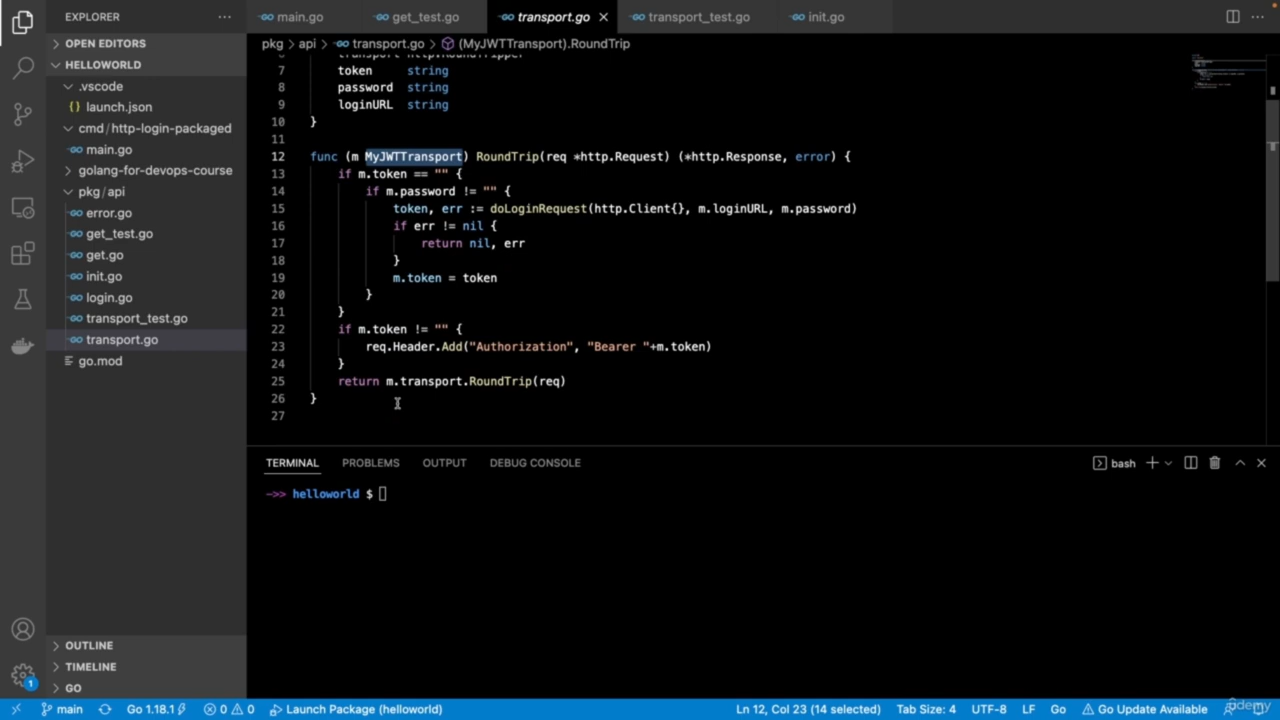 EXPLORER
main.go
get_test.go
transport.go
transport_test.go
init.go
OPEN EDITORS
HELLOWORLD
.vscode
launch.json
cmd / http-login-packaged
main.go
golang-for-devops-course
pkg / api
error.go
get_test.go
get.go
init.go
login.go
transport_test.go
transport.go
go.mod
OUTLINE
TIMELINE
GO
pkg > api > transport.go > (MyJWTTransport).RoundTrip
7 token string
8 password string
9 loginURL string
10 }
11
12 func (m MyJWTTransport) RoundTrip(req *http.Request) (*http.Response, error) {
13 if m.token == "" {
14 if m.password != "" {
15 token, err := doLoginRequest(http.Client{}, m.loginURL, m.password)
16 if err != nil {
17 return nil, err
18 }
19 m.token = token
20 }
21 }
22 if m.token != "" {
23 req.Header.Add("Authorization", "Bearer "+m.token)
24 }
25 return m.transport.RoundTrip(req)
26 }
27
TERMINAL PROBLEMS OUTPUT DEBUG CONSOLE
bash
->> helloworld $
1
main Go 1.18.1 0 0 Launch Package (helloworld) Ln 12, Col 23 (14 selected) Tab Size: 4 UTF-8 LF Go Go Update Available
udemy